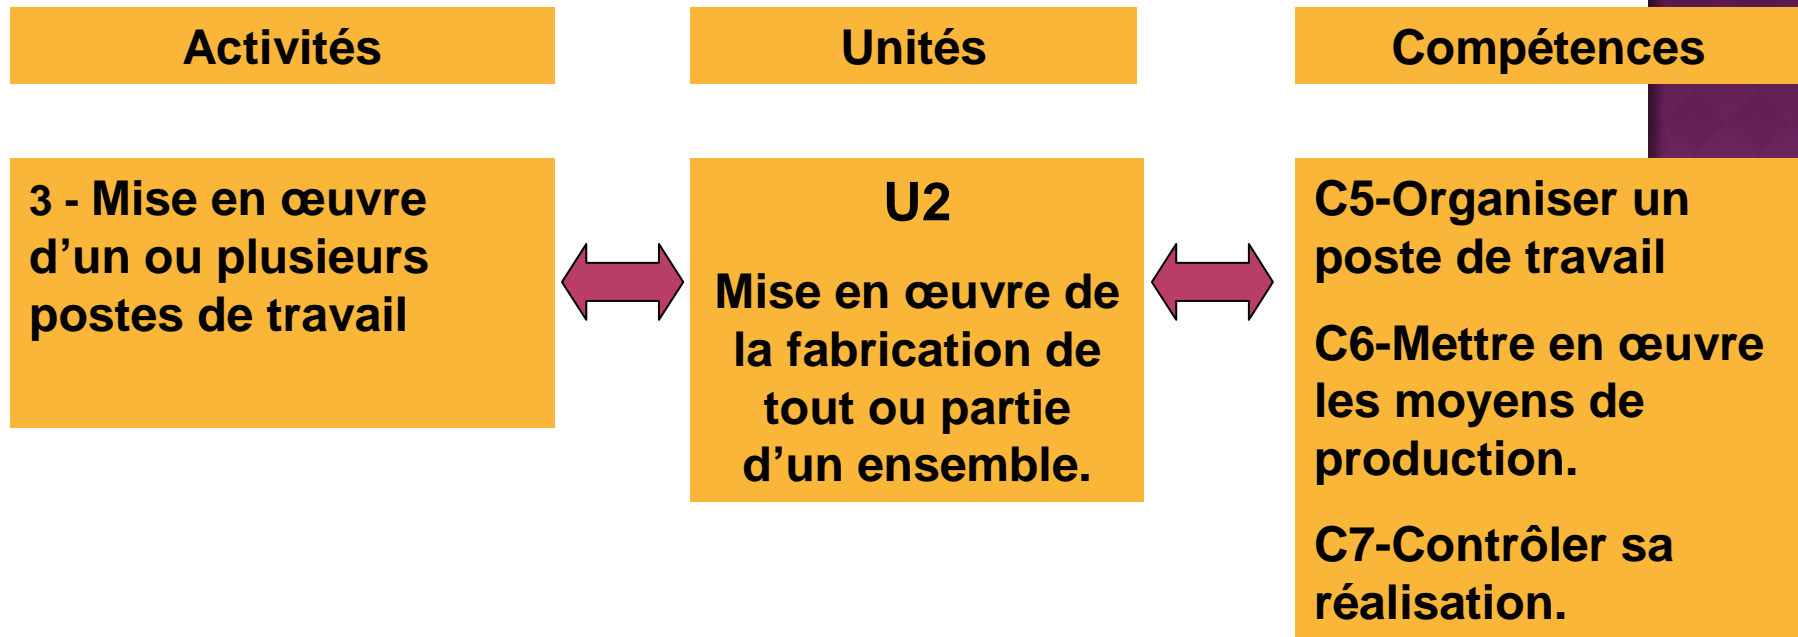 Activités
Unités
Compétences
3 - Mise en œuvre
d’un ou plusieurs
postes de travail
U2
Mise en œuvre de
la fabrication de
tout ou partie
d’un ensemble.
C5-Organiser un
poste de travail
C6-Mettre en œuvre
les moyens de
production.
C7-Contrôler sa
réalisation.